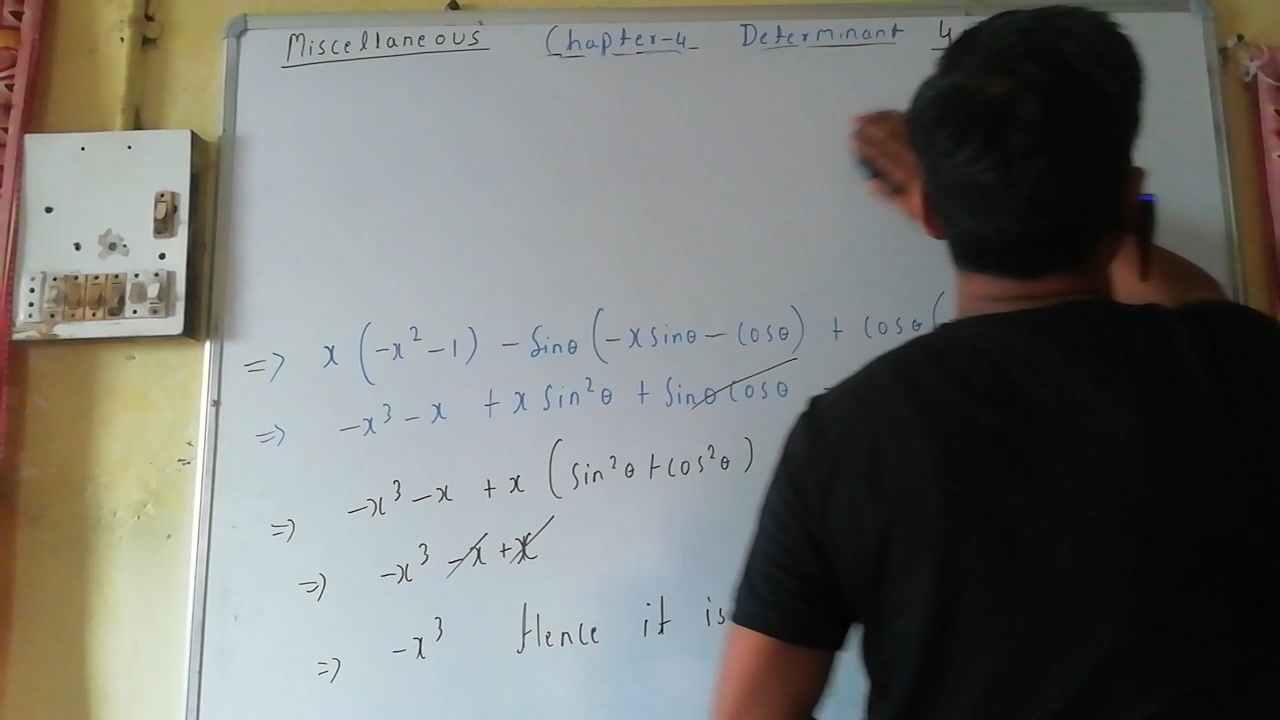 Miscellaneous Chapter-4 Determinant 4
=> x (-x² -1) - Sinθ (-x sinθ - Cosθ) + Cosθ (
=> -x³ - x + x Sin²θ + Sinθ Cosθ
=> -x³ - x + x (Sin²θ + Cos²θ)
=> -x³ - x + x
=> -x³ Hence it is